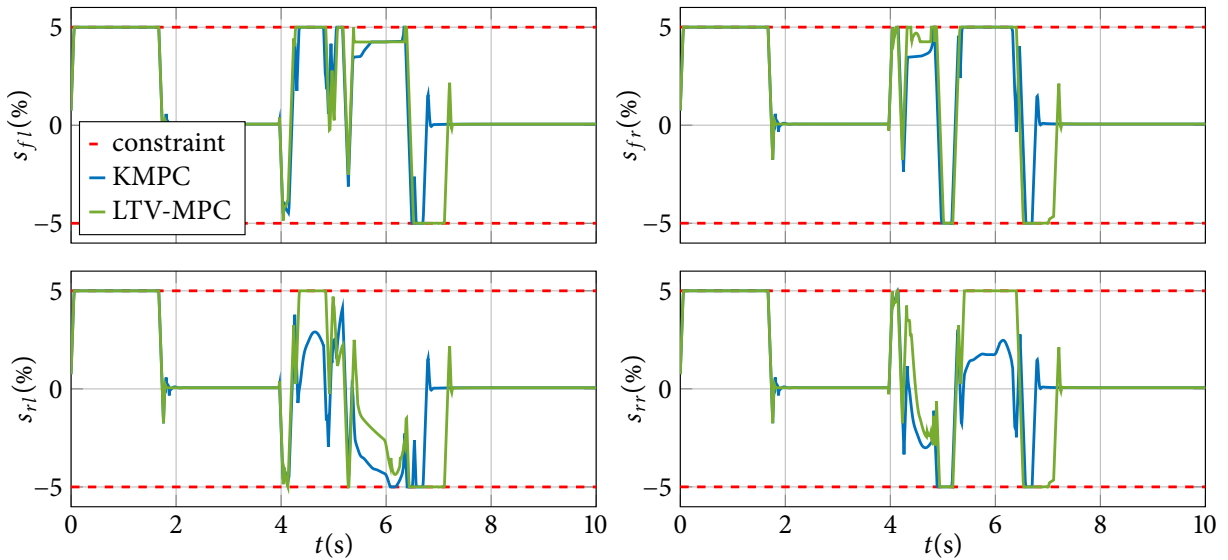 5
0
−5
s_{fl}(%)
constraint
KMPC
LTV-MPC
5
0
−5
s_{fr}(%)
5
0
−5
s_{rl}(%)
0 2 4 6 8 10
t(s)
5
0
−5
s_{rr}(%)
0 2 4 6 8 10
t(s)